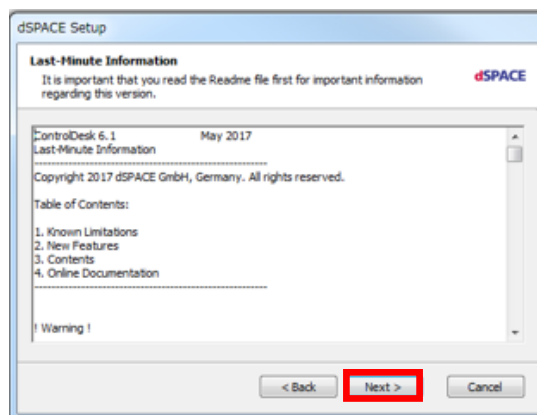 dSPACE Setup
Last-Minute Information
It is important that you read the Readme file first for important information
regarding this version.
dSPACE
ControlDesk 6.1 May 2017
Last-Minute Information
--------------------------------------------------------
Copyright 2017 dSPACE GmbH, Germany. All rights reserved.
Table of Contents:
1. Known Limitations
2. New Features
3. Contents
4. Online Documentation
--------------------------------------------------------
! Warning !
< Back
Next >
Cancel